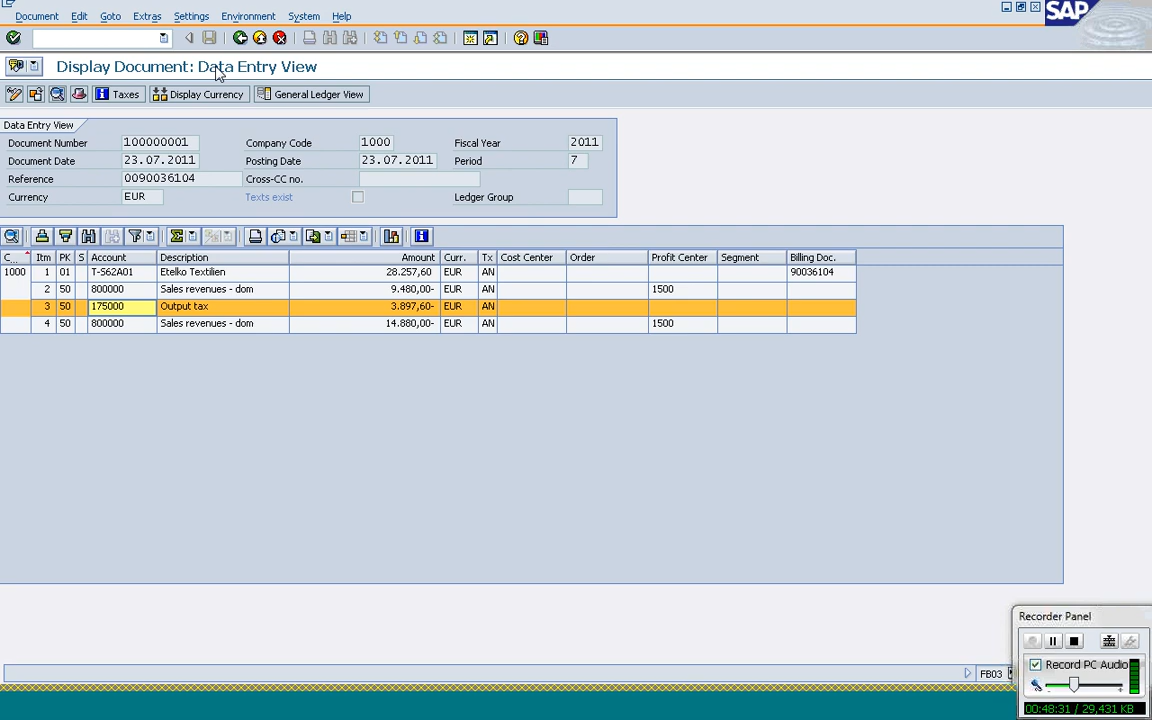 Document Edit Goto Extras Settings Environment System Help
SAP
Display Document: Data Entry View
Taxes Display Currency General Ledger View
Data Entry View
Document Number 100000001 Company Code 1000 Fiscal Year 2011
Document Date 23.07.2011 Posting Date 23.07.2011 Period 7
Reference 0090036104 Cross-CC no.
Currency EUR Texts exist Ledger Group
C... Itm PK S Account Description Amount Curr. Tx Cost Center Order Profit Center Segment Billing Doc.
1000 1 01 T-S62A01 Etelko Textilien 28.257,60 EUR AN 90036104
2 50 800000 Sales revenues - dom 9.480,00- EUR AN 1500
3 50 175000 Output tax 3.897,60- EUR AN
4 50 800000 Sales revenues - dom 14.880,00- EUR AN 1500
Recorder Panel
Record PC Audio
FB03
00:48:31 / 29,431 KB